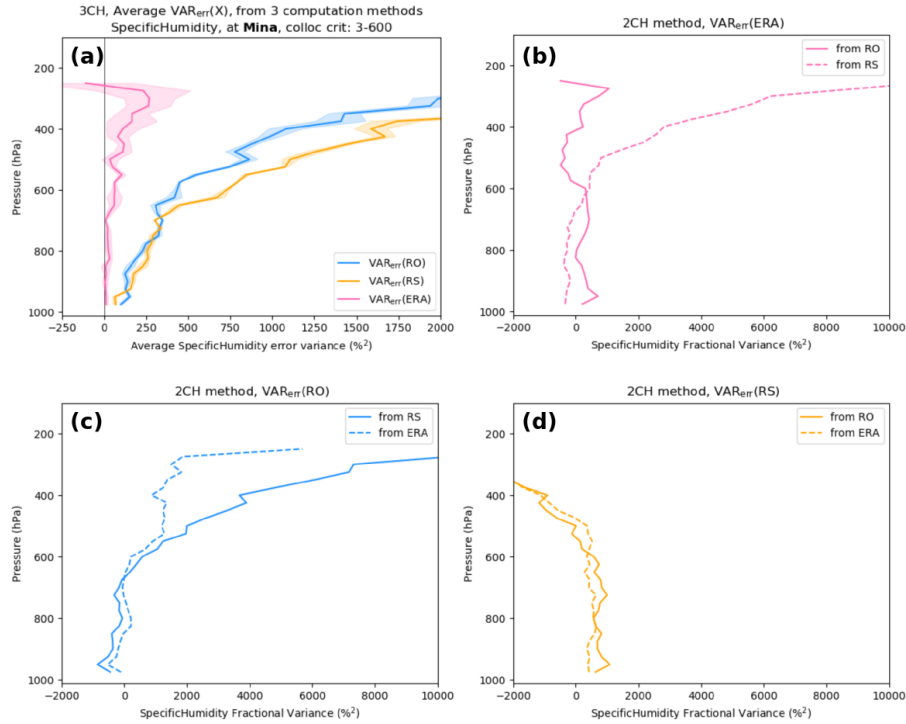 3CH, Average VARerr(X), from 3 computation methods
SpecificHumidity, at Mina, colloc crit: 3-600
(a)
200
400
600
800
1000
Pressure (hPa)
VARerr(RO)
VARerr(RS)
VARerr(ERA)
−250 0 250 500 750 1000 1250 1500 1750 2000
Average SpecificHumidity error variance (%²)
2CH method, VARerr(ERA)
(b)
from RO
from RS
200
400
600
800
1000
Pressure (hPa)
−2000 0 2000 4000 6000 8000 10000
SpecificHumidity Fractional Variance (%²)
2CH method, VARerr(RO)
(c)
from RS
from ERA
200
400
600
800
1000
Pressure (hPa)
−2000 0 2000 4000 6000 8000 10000
SpecificHumidity Fractional Variance (%²)
2CH method, VARerr(RS)
(d)
from RO
from ERA
200
400
600
800
1000
Pressure (hPa)
−2000 0 2000 4000 6000 8000 10000
SpecificHumidity Fractional Variance (%²)